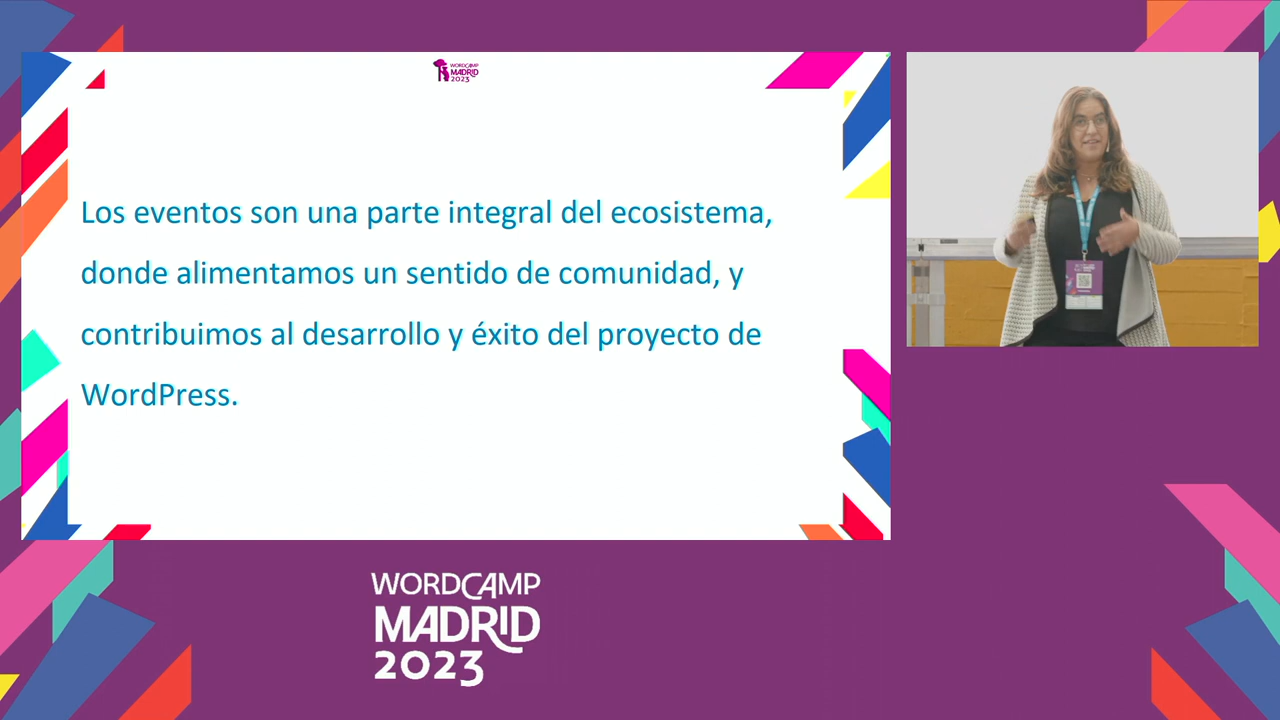 WORDCAMP
MADRID
2023
Los eventos son una parte integral del ecosistema,
donde alimentamos un sentido de comunidad, y
contribuimos al desarrollo y éxito del proyecto de
WordPress.
WORDCAMP
MADRID
2023